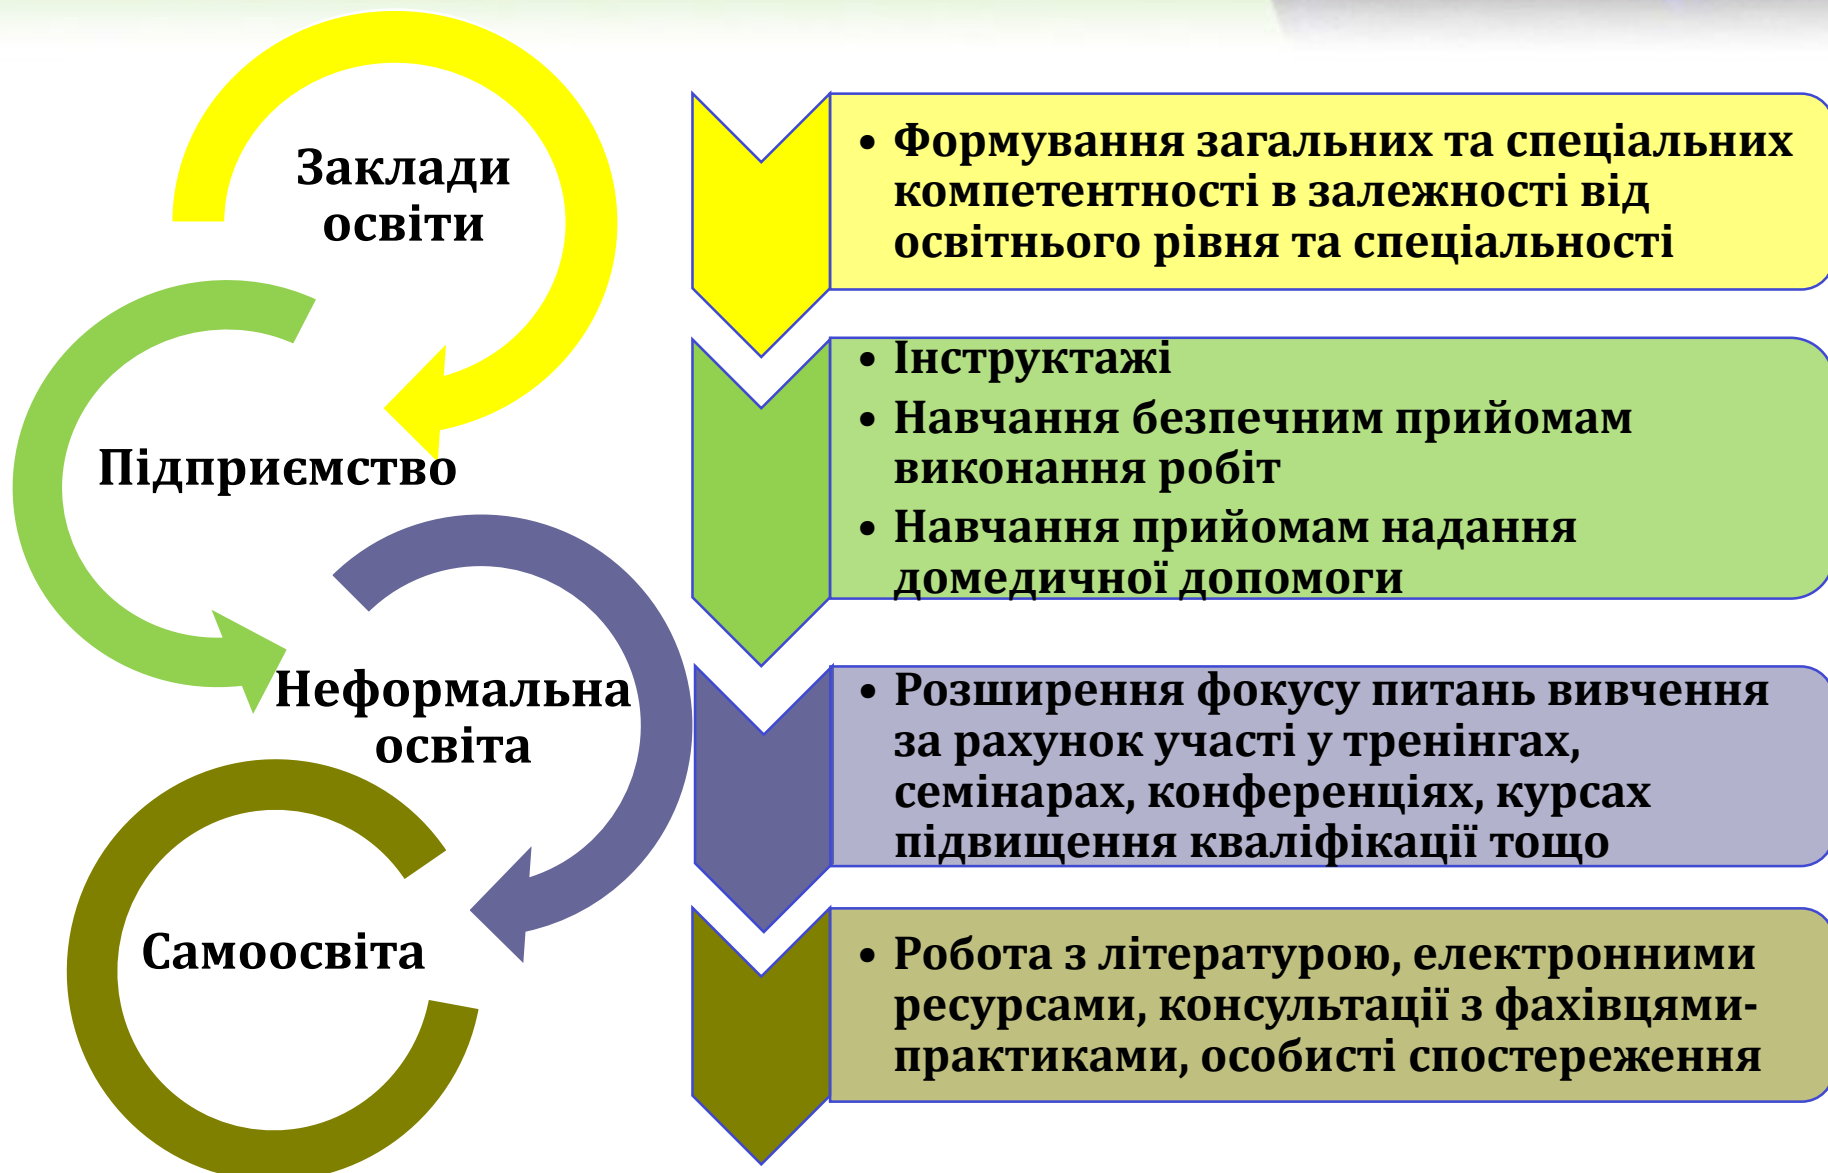 Заклади
освіти
• Формування загальних та спеціальних
компетентності в залежності від
освітнього рівня та спеціальності
Підприємство
• Інструктажі
• Навчання безпечним прийомам
виконання робіт
• Навчання прийомам надання
домедичної допомоги
Неформальна
освіта
• Розширення фокусу питань вивчення
за рахунок участі у тренінгах,
семінарах, конференціях, курсах
підвищення кваліфікації тощо
Самоосвіта
• Робота з літературою, електронними
ресурсами, консультації з фахівцями-
практиками, особисті спостереження